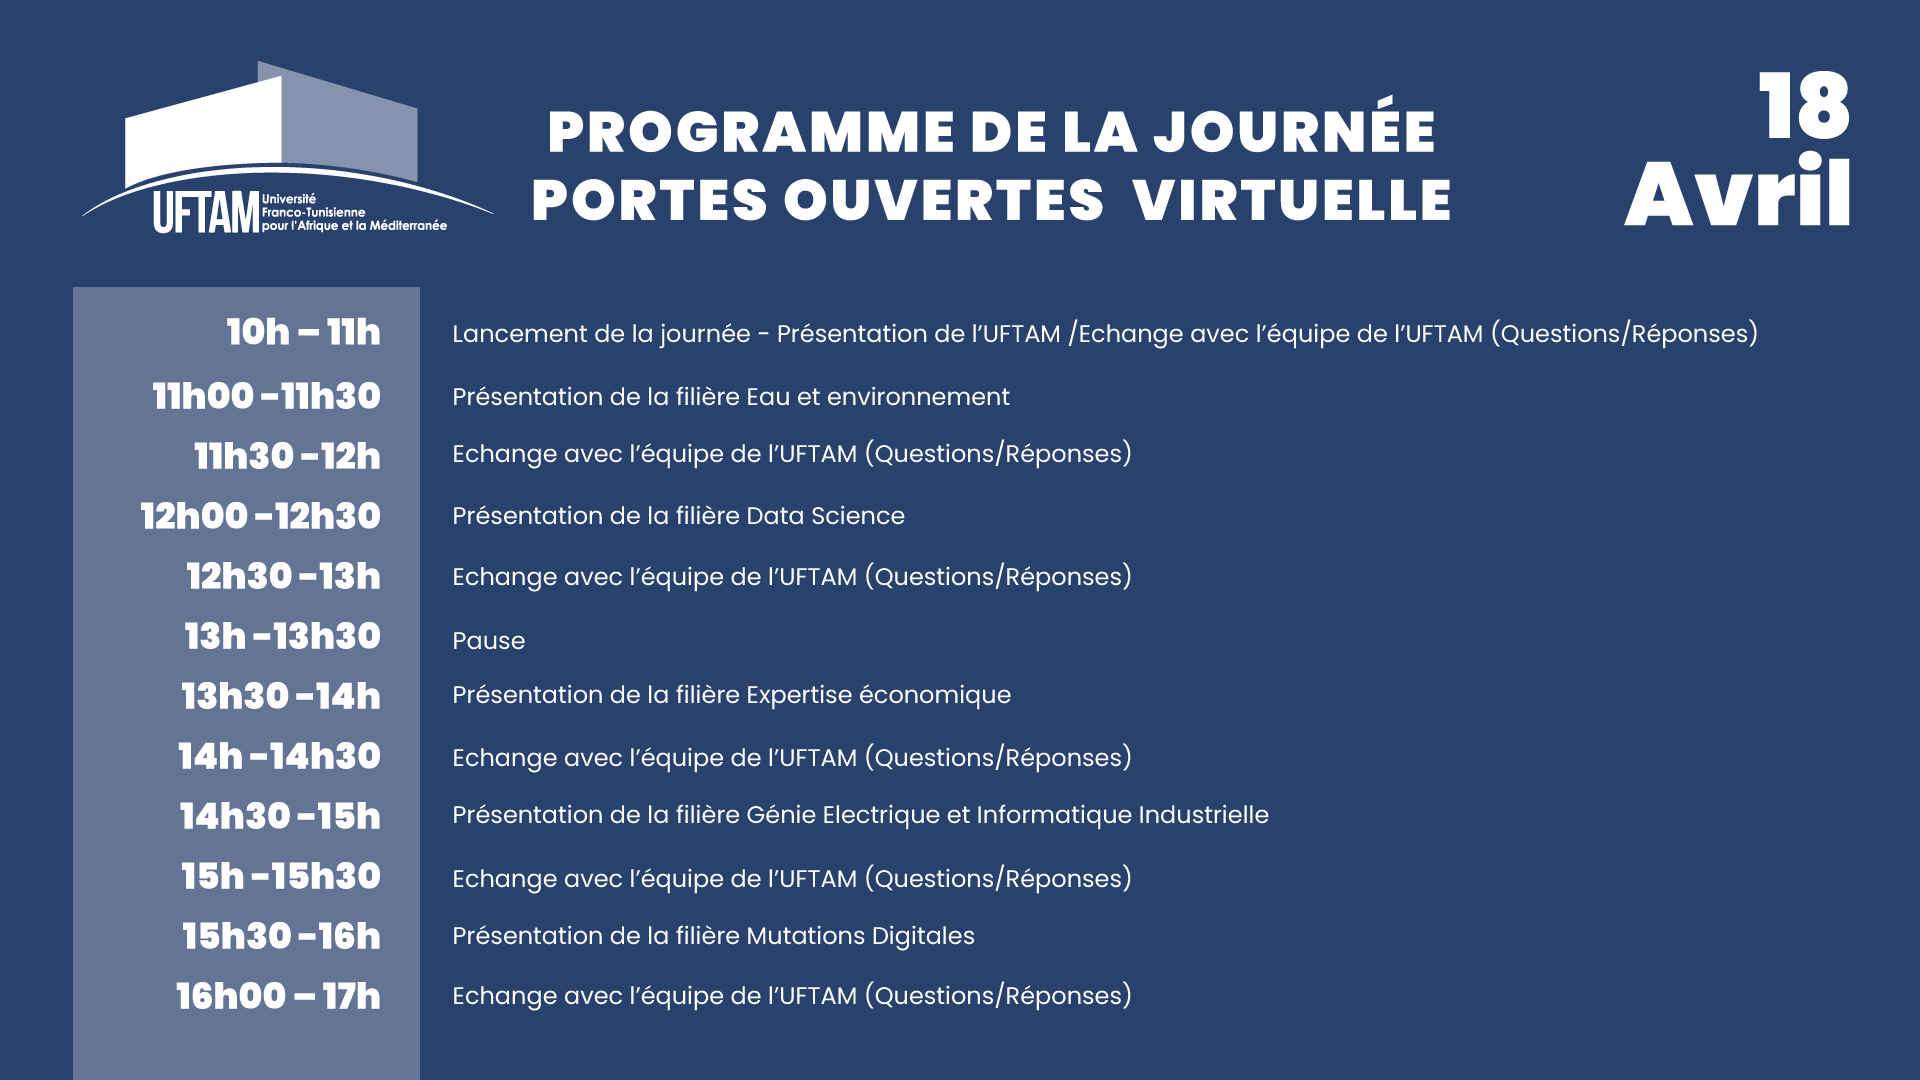 UFTAM
Université
Franco-Tunisienne
pour l'Afrique et la Méditerranée
PROGRAMME DE LA JOURNÉE
PORTES OUVERTES VIRTUELLE
18
Avril
10h – 11h Lancement de la journée - Présentation de l'UFTAM /Echange avec l'équipe de l'UFTAM (Questions/Réponses)
11h00 -11h30 Présentation de la filière Eau et environnement
11h30 -12h Echange avec l'équipe de l'UFTAM (Questions/Réponses)
12h00 -12h30 Présentation de la filière Data Science
12h30 -13h Echange avec l'équipe de l'UFTAM (Questions/Réponses)
13h -13h30 Pause
13h30 -14h Présentation de la filière Expertise économique
14h -14h30 Echange avec l'équipe de l'UFTAM (Questions/Réponses)
14h30 -15h Présentation de la filière Génie Electrique et Informatique Industrielle
15h -15h30 Echange avec l'équipe de l'UFTAM (Questions/Réponses)
15h30 -16h Présentation de la filière Mutations Digitales
16h00 – 17h Echange avec l'équipe de l'UFTAM (Questions/Réponses)